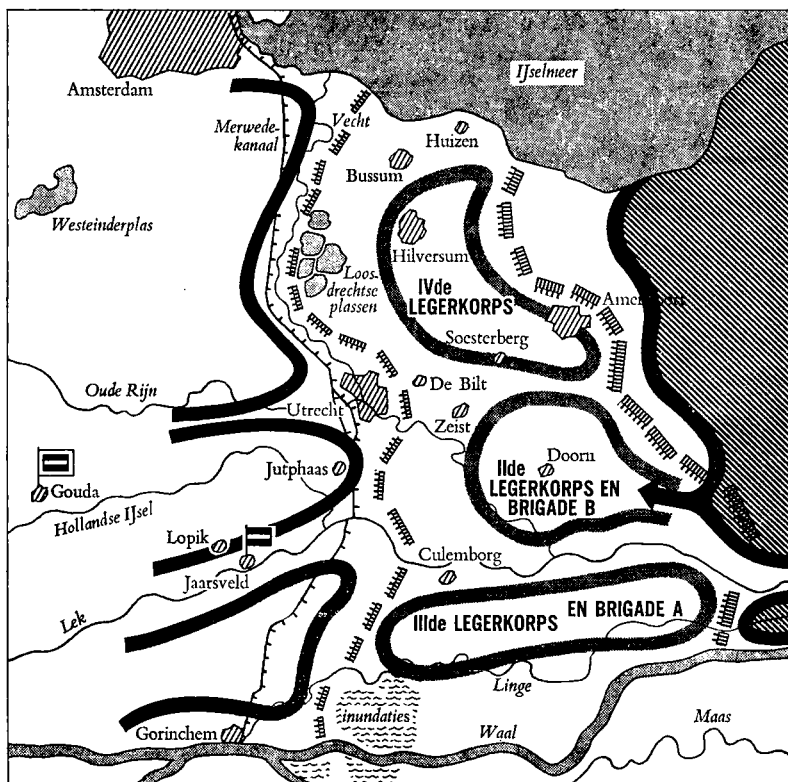 Amsterdam
IJselmeer
Merwede-
kanaal
Vecht
Huizen
Bussum
Westeinderplas
Hilversum
Loos-
drechtse
plassen
IVde
LEGERKORPS
Amersfoort
Soesterberg
De Bilt
Oude Rijn
Utrecht
Zeist
Doorn
Jutphaas
Gouda
IIde
LEGERKORPS EN
BRIGADE B
Hollandse IJsel
Lopik
Jaarsveld
Culemborg
Lek
IIIde LEGERKORPS
EN BRIGADE A
Linge
Gorinchem
inundaties
Waal
Maas